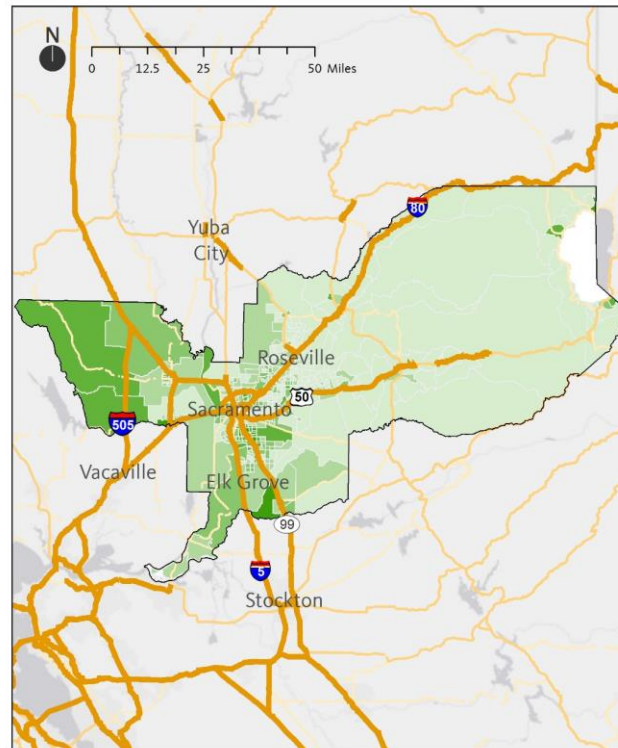 N
0 12.5 25 50 Miles
80
Yuba
City
Roseville
50
Sacramento
505
Vacaville
Elk Grove
99
5
Stockton